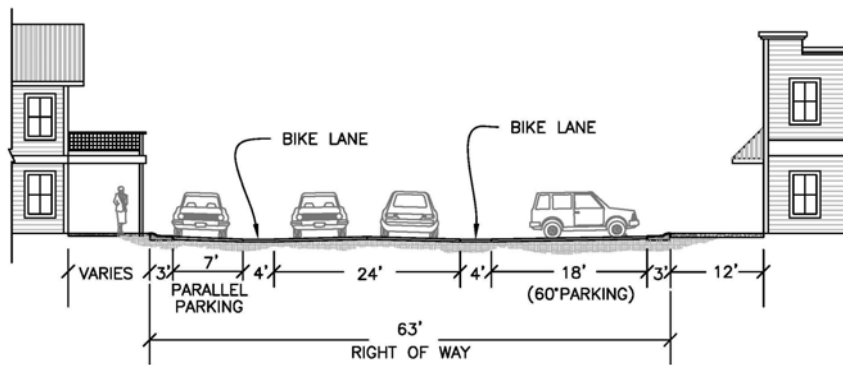 BIKE LANE
BIKE LANE
VARIES
3'
7'
4'
24'
4'
18'
3'
12'
PARALLEL
PARKING
(60°PARKING)
63'
RIGHT OF WAY